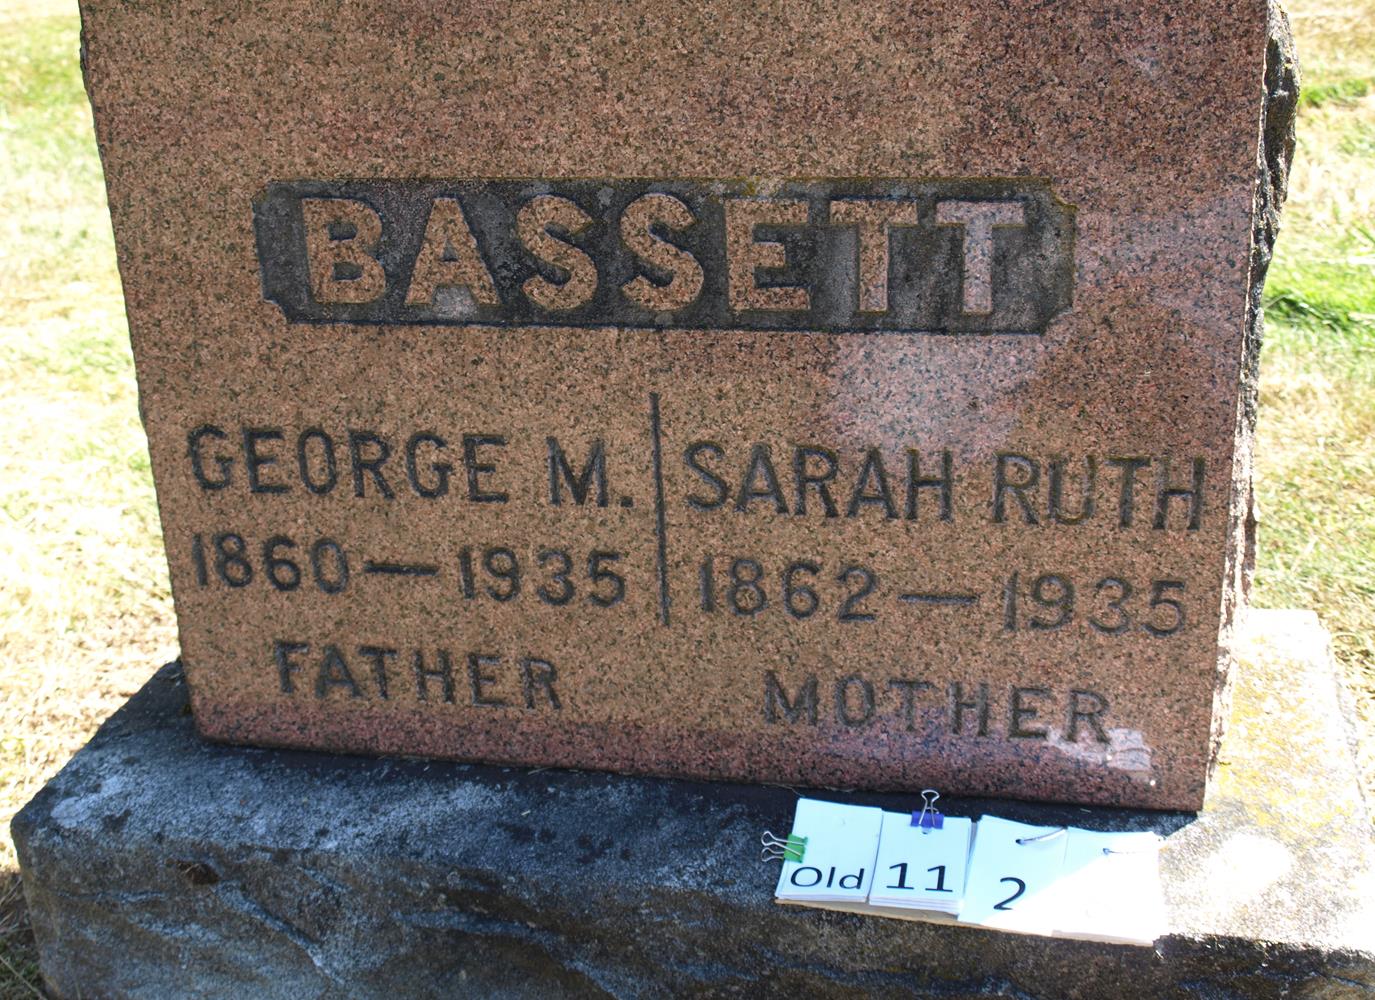 BASSETT
GEORGE M.
1860—1935
FATHER
SARAH RUTH
1862—1935
MOTHER
Old 11 2